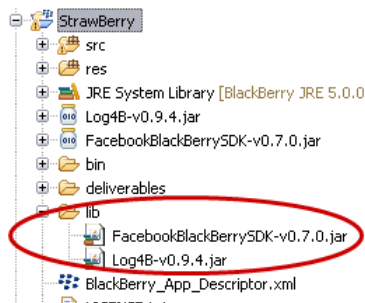 StrawBerry
src
res
JRE System Library [BlackBerry JRE 5.0.0
Log4B-v0.9.4.jar
FacebookBlackBerrySDK-v0.7.0.jar
bin
deliverables
lib
FacebookBlackBerrySDK-v0.7.0.jar
Log4B-v0.9.4.jar
BlackBerry_App_Descriptor.xml